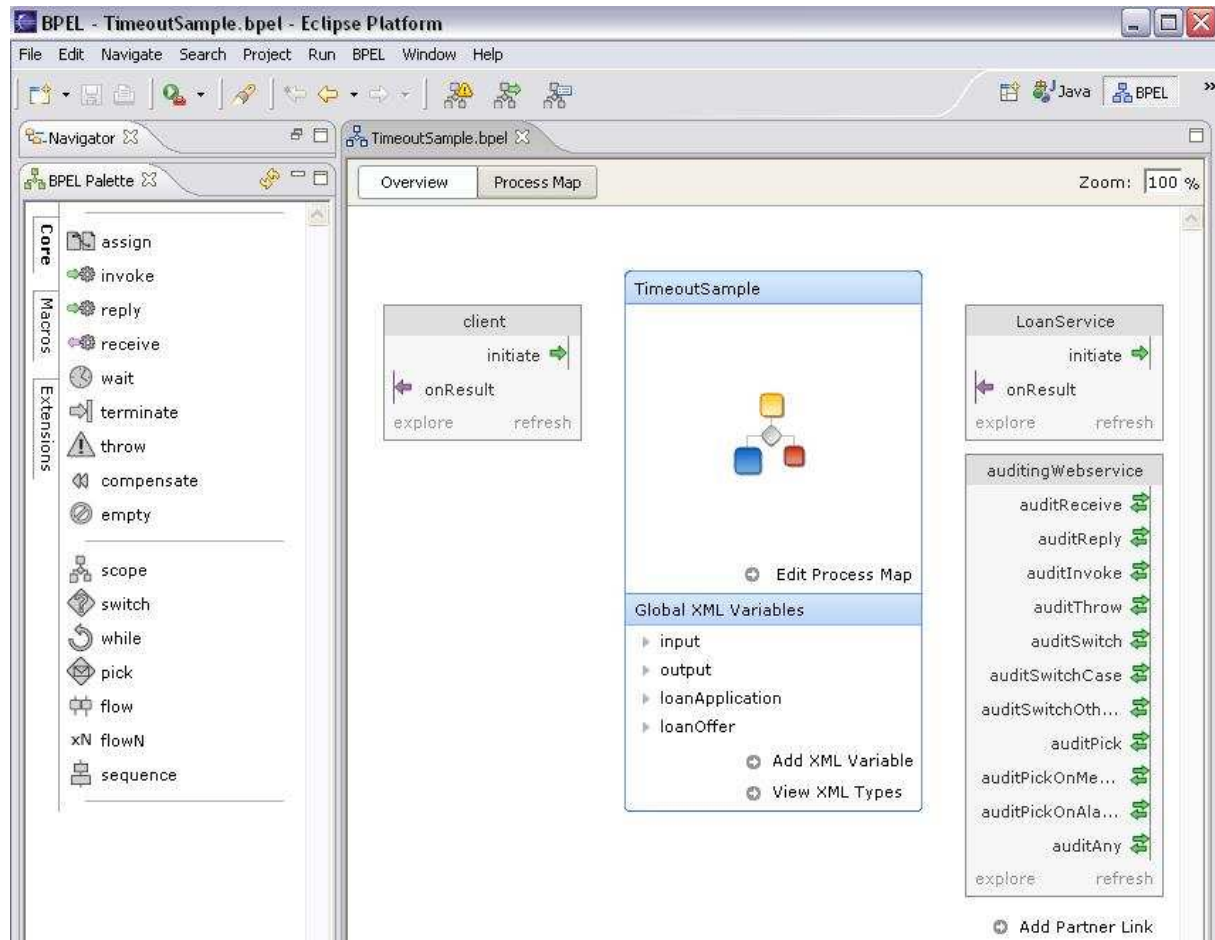 BPEL - TimeoutSample.bpel - Eclipse Platform
File Edit Navigate Search Project Run BPEL Window Help
Java BPEL »
Navigator
BPEL Palette
Core
Macros
Extensions
assign
invoke
reply
receive
wait
terminate
throw
compensate
empty
scope
switch
while
pick
flow
xN flowN
sequence
TimeoutSample.bpel
Overview Process Map Zoom: 100 %
client
initiate
onResult
explore refresh
TimeoutSample
Edit Process Map
Global XML Variables
input
output
loanApplication
loanOffer
Add XML Variable
View XML Types
LoanService
initiate
onResult
explore refresh
auditingWebservice
auditReceive
auditReply
auditInvoke
auditThrow
auditSwitch
auditSwitchCase
auditSwitchOth...
auditPick
auditPickOnMe...
auditPickOnAla...
auditAny
explore refresh
Add Partner Link